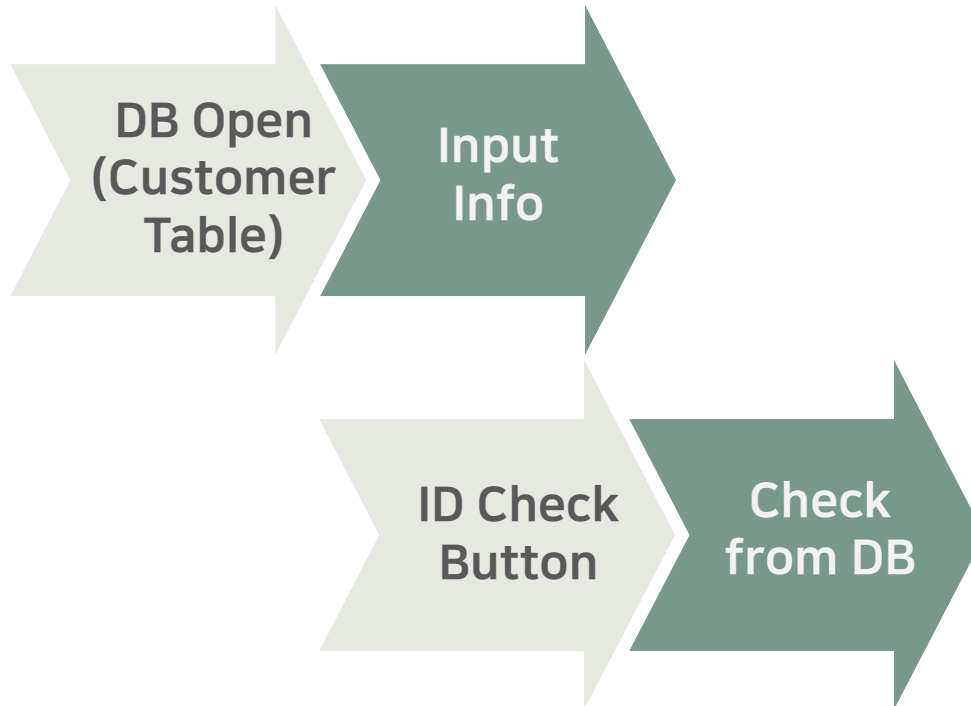 DB Open
(Customer
Table)
Input
Info
ID Check
Button
Check
from DB